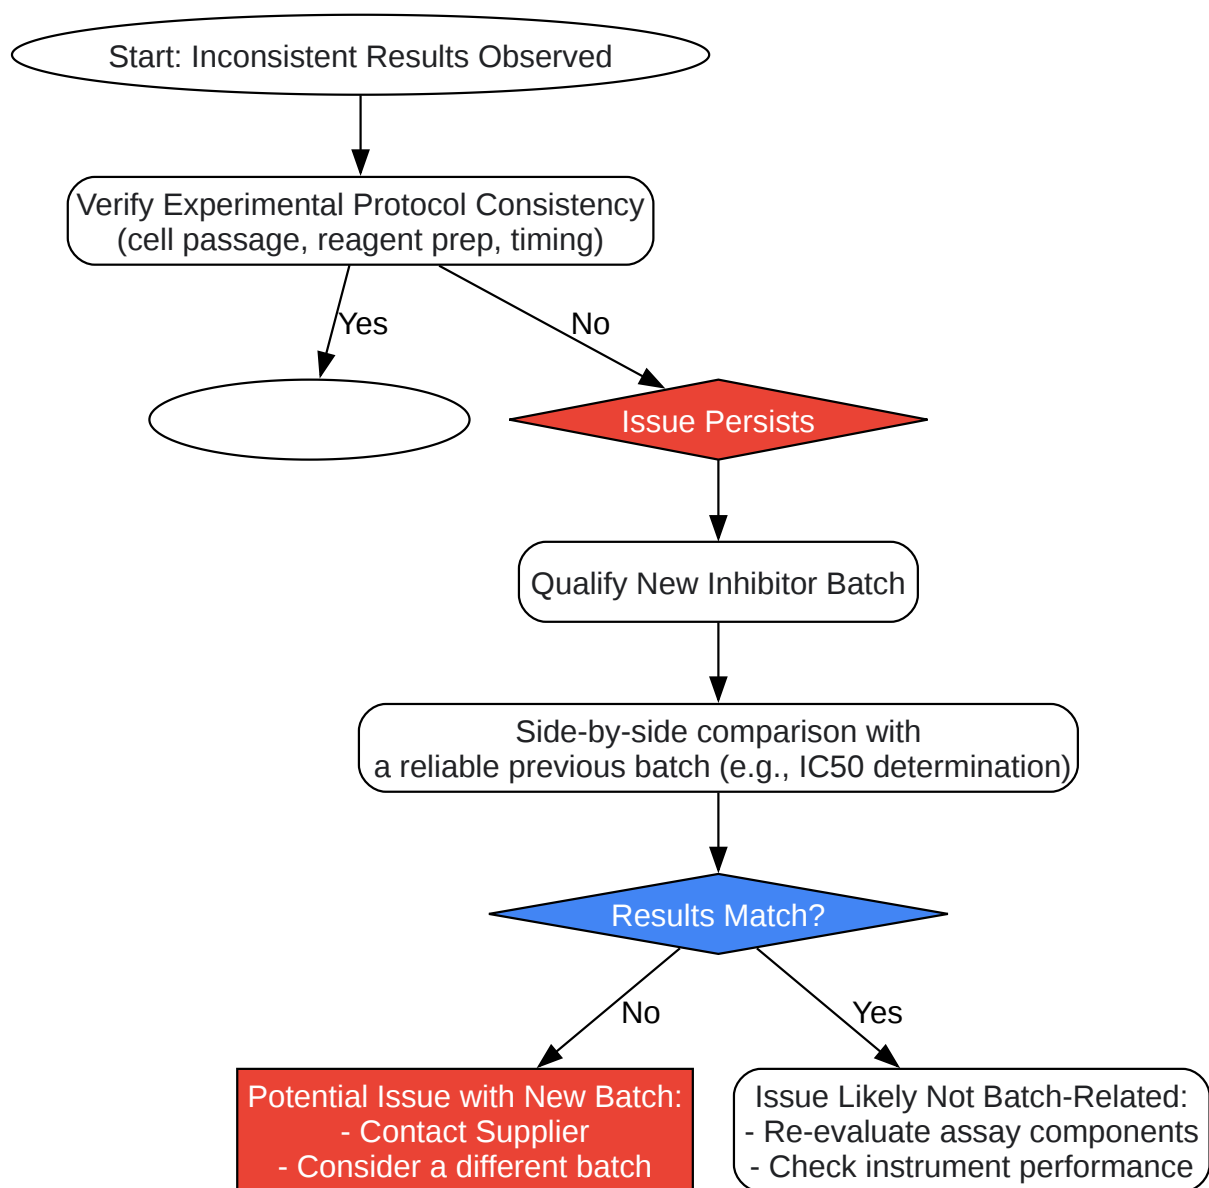 Start: Inconsistent Results Observed
Verify Experimental Protocol Consistency
(cell passage, reagent prep, timing)
Yes
No
Issue Persists
Qualify New Inhibitor Batch
Side-by-side comparison with
a reliable previous batch (e.g., IC50 determination)
Results Match?
No
Yes
Potential Issue with New Batch:
- Contact Supplier
- Consider a different batch
Issue Likely Not Batch-Related:
- Re-evaluate assay components
- Check instrument performance